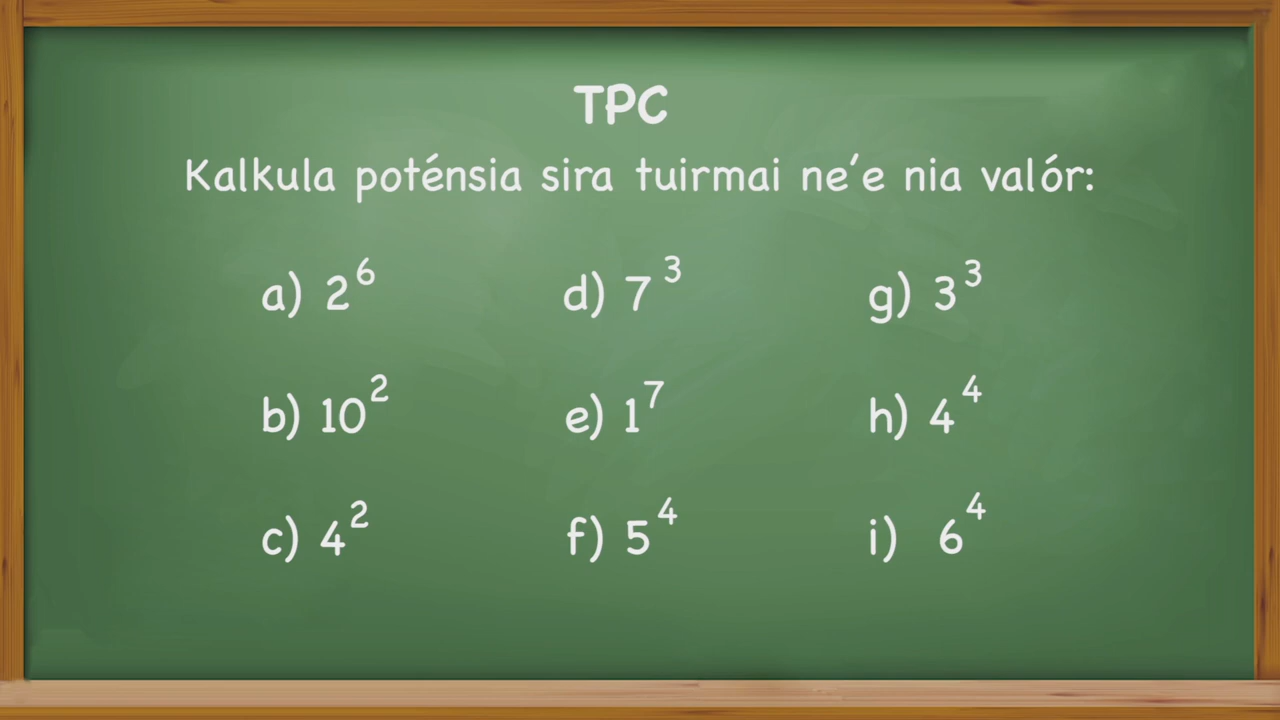 TPC
Kalkula poténsia sira tuirmai ne’e nia valór:
a) 2⁶
d) 7³
g) 3³
b) 10²
e) 1⁷
h) 4⁴
c) 4²
f) 5⁴
i) 6⁴